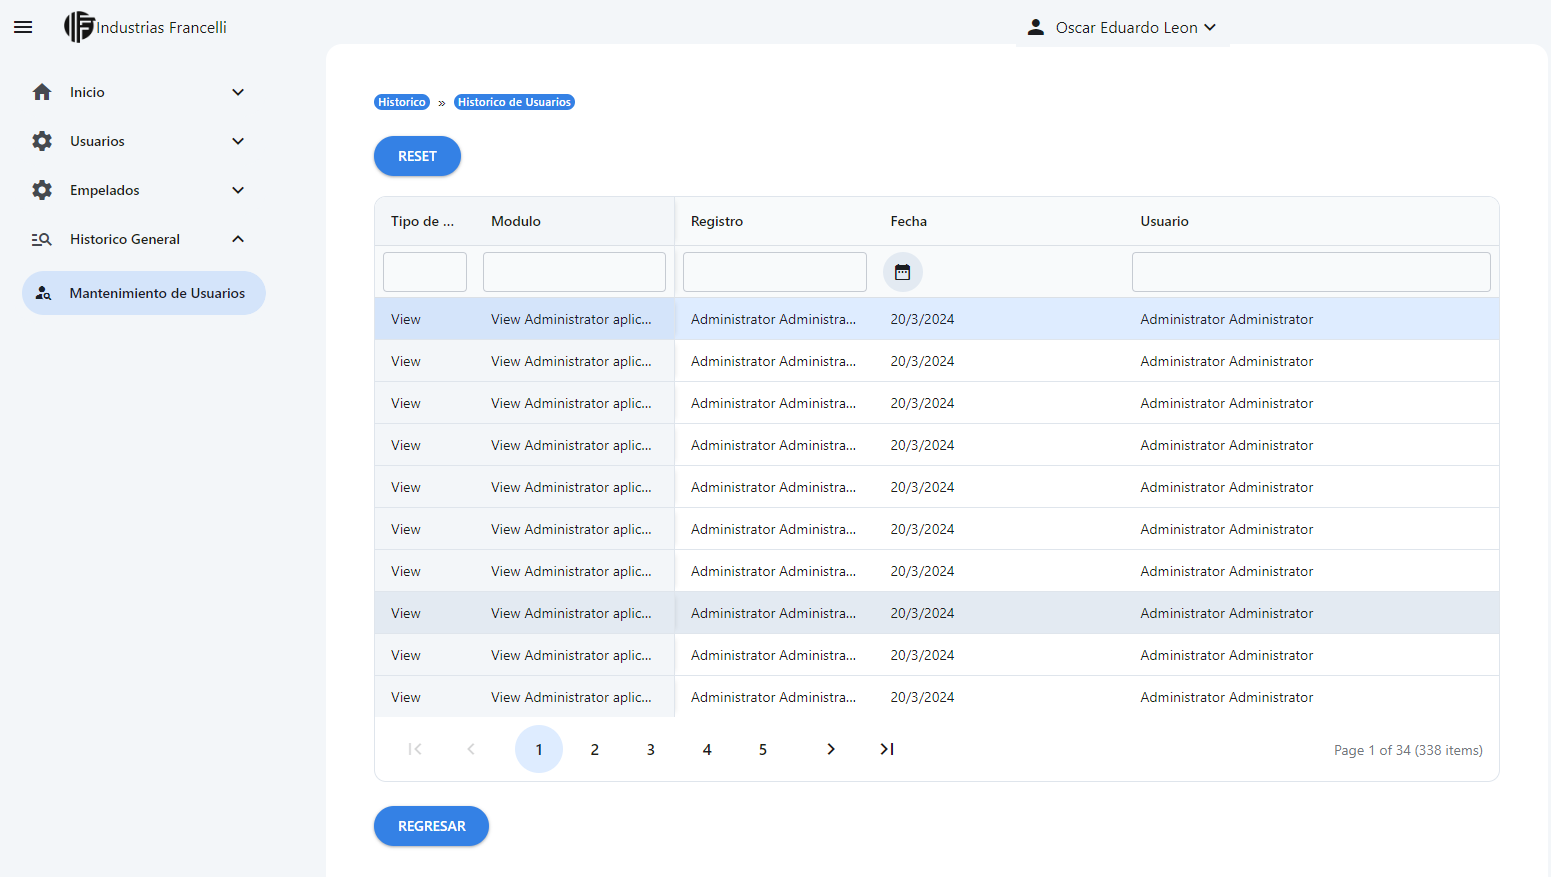 Industrias Francelli
Oscar Eduardo Leon
Inicio
Usuarios
Empelados
Historico General
Mantenimiento de Usuarios
Historico » Historico de Usuarios
RESET
Tipo de ... Modulo Registro Fecha Usuario
View View Administrator aplic... Administrator Administra... 20/3/2024 Administrator Administrator
View View Administrator aplic... Administrator Administra... 20/3/2024 Administrator Administrator
View View Administrator aplic... Administrator Administra... 20/3/2024 Administrator Administrator
View View Administrator aplic... Administrator Administra... 20/3/2024 Administrator Administrator
View View Administrator aplic... Administrator Administra... 20/3/2024 Administrator Administrator
View View Administrator aplic... Administrator Administra... 20/3/2024 Administrator Administrator
View View Administrator aplic... Administrator Administra... 20/3/2024 Administrator Administrator
View View Administrator aplic... Administrator Administra... 20/3/2024 Administrator Administrator
View View Administrator aplic... Administrator Administra... 20/3/2024 Administrator Administrator
View View Administrator aplic... Administrator Administra... 20/3/2024 Administrator Administrator
1 2 3 4 5 Page 1 of 34 (338 items)
REGRESAR